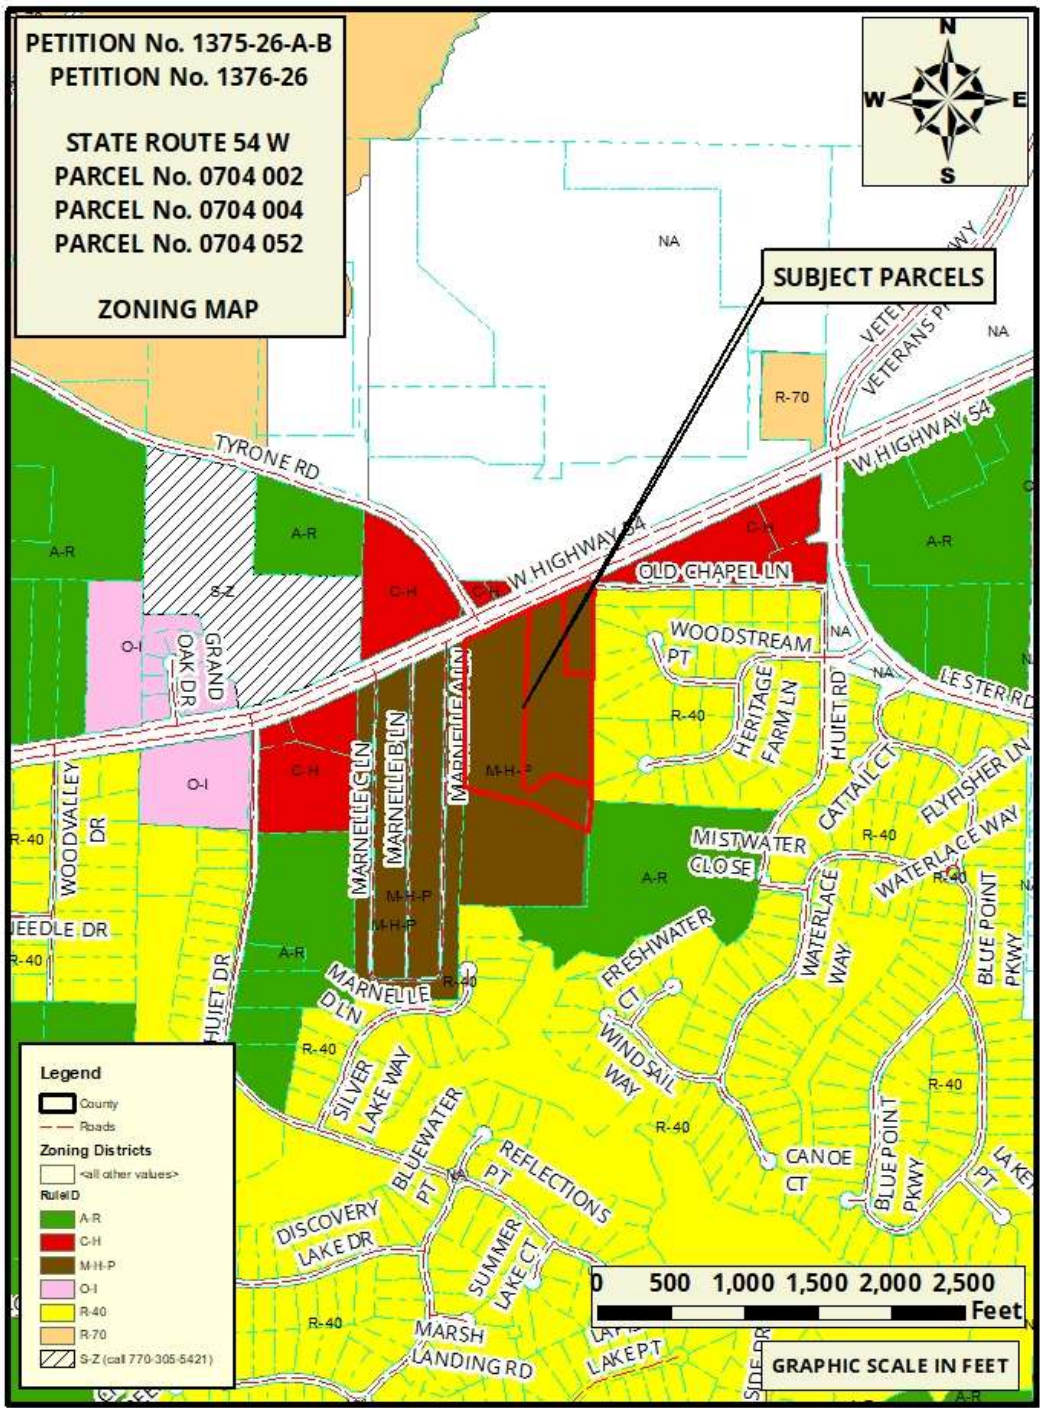 PETITION No. 1375-26-A-B
PETITION No. 1376-26
STATE ROUTE 54 W
PARCEL No. 0704 002
PARCEL No. 0704 004
PARCEL No. 0704 052
ZONING MAP
N
W
E
S
NA
SUBJECT PARCELS
VETERANS
NA
R-70
W HIGHWAY 54
TYRONE RD
A-R
A-R
C-H
A-R
W HIGHWAY 54
OLD CHAPEL LN
S-Z
C-H
C-H
O-I
OAK DR
GRAND
WOODSTREAM
PT
NA
NA
LESTER RD
R-40
HERITAGE
FARM LN
HUIET RD
MARNELLE A LN
MARNELLE B LN
MARNELLE C LN
M-H-P
C-H
O-I
CATTAIL CT
FLYFISHER LN
WOODVALLEY
DR
R-40
R-40
MISTWATER
CLOSE
WATERLACE WAY
R-40
A-R
M-H-P
M-H-P
WATERLACE
WAY
BLUE POINT
PKWY
R-40
A-R
HUIET DR
FRESHWATER
CT
R-40
MARNELLE
D LN
R-40
WINDSAIL
WAY
SILVER
LAKE WAY
R-40
R-40
BLUEWATER
PT
REFLECTIONS
PT
NA
CANOE
CT
BLUE POINT
PKWY
PT
DISCOVERY
LAKE DR
SUMMER
LAKE CT
R-40
MARSH
LANDING RD
LAKE PT
A-R
Legend
County
Roads
Zoning Districts
<all other values>
RuleID
A-R
C-H
M-H-P
O-I
R-40
R-70
S-Z (call 770-305-5421)
0 500 1,000 1,500 2,000 2,500
Feet
GRAPHIC SCALE IN FEET